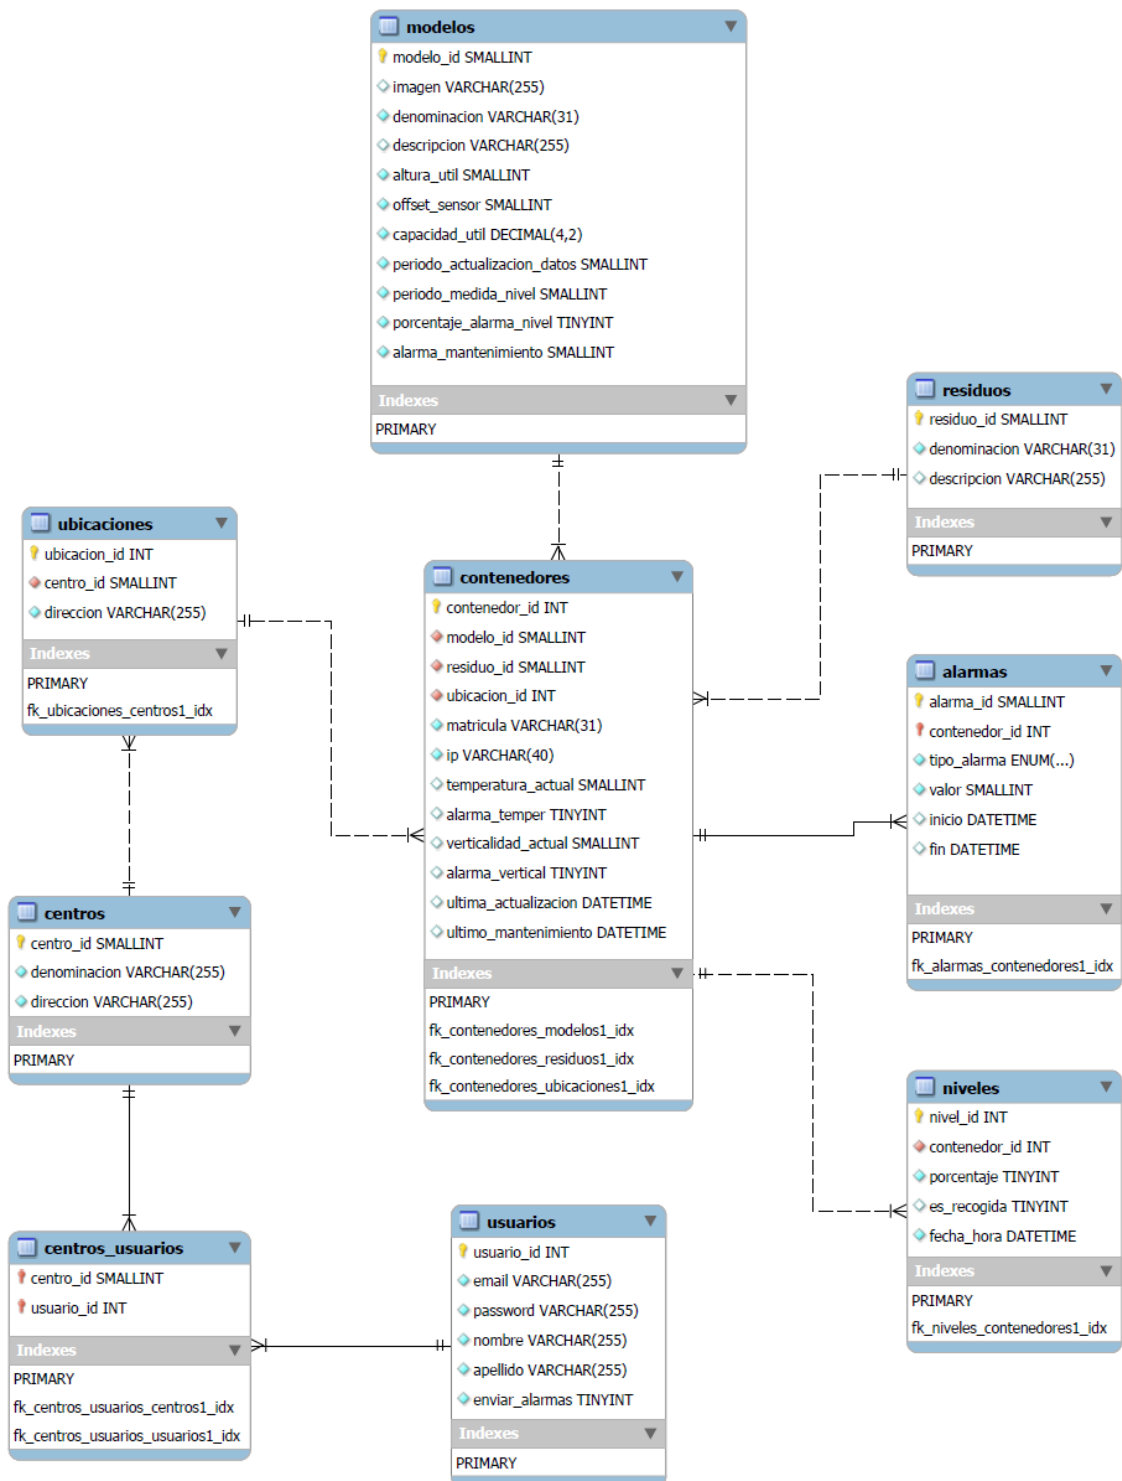 modelos
modelo_id SMALLINT
imagen VARCHAR(255)
denominacion VARCHAR(31)
descripcion VARCHAR(255)
altura_util SMALLINT
offset_sensor SMALLINT
capacidad_util DECIMAL(4,2)
periodo_actualizacion_datos SMALLINT
periodo_medida_nivel SMALLINT
porcentaje_alarma_nivel TINYINT
alarma_mantenimiento SMALLINT
Indexes
PRIMARY
residuos
residuo_id SMALLINT
denominacion VARCHAR(31)
descripcion VARCHAR(255)
Indexes
PRIMARY
ubicaciones
ubicacion_id INT
centro_id SMALLINT
direccion VARCHAR(255)
Indexes
PRIMARY
fk_ubicaciones_centros1_idx
contenedores
contenedor_id INT
modelo_id SMALLINT
residuo_id SMALLINT
ubicacion_id INT
matricula VARCHAR(31)
ip VARCHAR(40)
temperatura_actual SMALLINT
alarma_temper TINYINT
verticalidad_actual SMALLINT
alarma_vertical TINYINT
ultima_actualizacion DATETIME
ultimo_mantenimiento DATETIME
Indexes
PRIMARY
fk_contenedores_modelos1_idx
fk_contenedores_residuos1_idx
fk_contenedores_ubicaciones1_idx
alarmas
alarma_id SMALLINT
contenedor_id INT
tipo_alarma ENUM(...)
valor SMALLINT
inicio DATETIME
fin DATETIME
Indexes
PRIMARY
fk_alarmas_contenedores1_idx
centros
centro_id SMALLINT
denominacion VARCHAR(255)
direccion VARCHAR(255)
Indexes
PRIMARY
niveles
nivel_id INT
contenedor_id INT
porcentaje TINYINT
es_recogida TINYINT
fecha_hora DATETIME
Indexes
PRIMARY
fk_niveles_contenedores1_idx
centros_usuarios
centro_id SMALLINT
usuario_id INT
Indexes
PRIMARY
fk_centros_usuarios_centros1_idx
fk_centros_usuarios_usuarios1_idx
usuarios
usuario_id INT
email VARCHAR(255)
password VARCHAR(255)
nombre VARCHAR(255)
apellido VARCHAR(255)
enviar_alarmas TINYINT
Indexes
PRIMARY